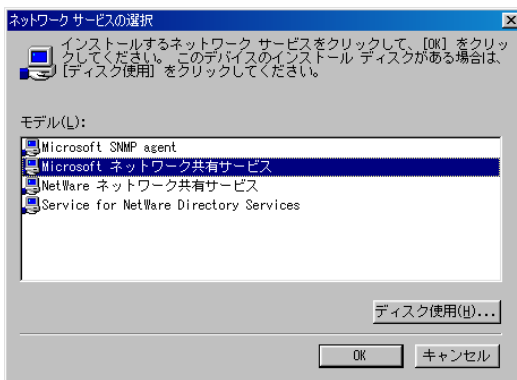 ネットワーク サービスの選択
インストールするネットワーク サービスをクリックして、[OK] をクリッ
クしてください。 このデバイスのインストール ディスクがある場合は、
[ディスク使用] をクリックしてください。
モデル(L):
Microsoft SNMP agent
Microsoft ネットワーク共有サービス
NetWare ネットワーク共有サービス
Service for NetWare Directory Services
ディスク使用(H)...
OK
キャンセル